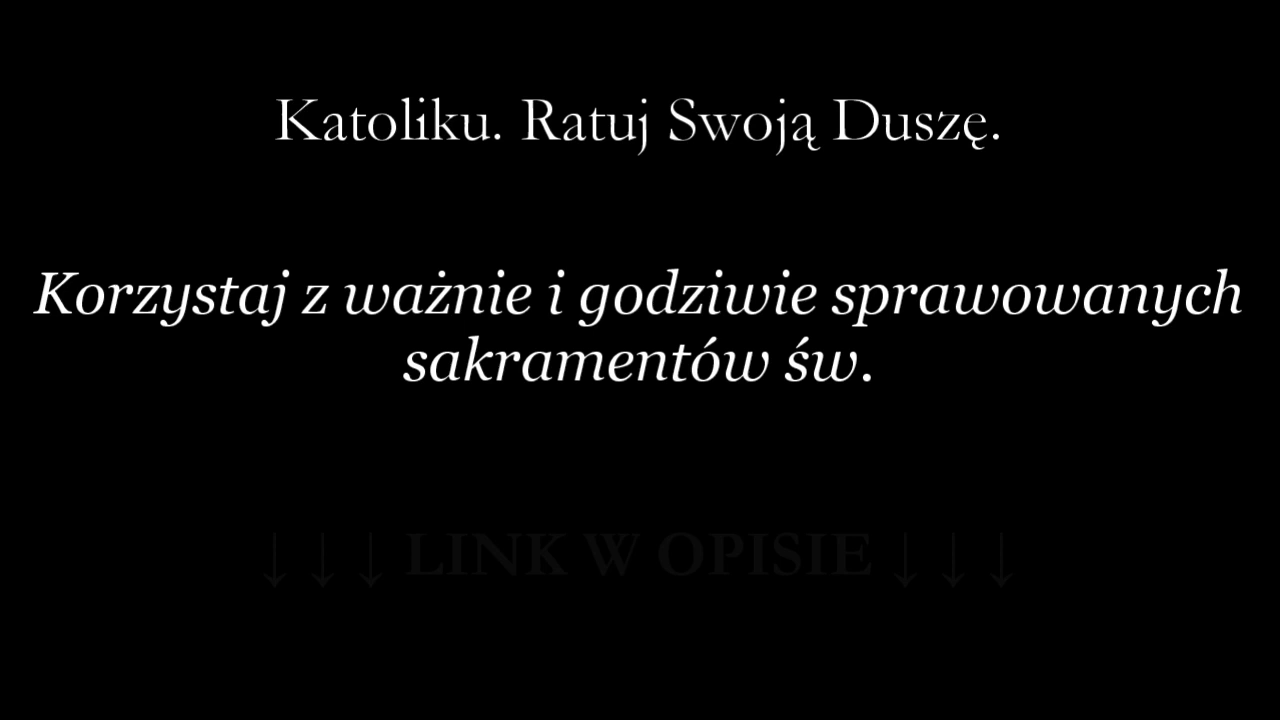 Katoliku. Ratuj Swoją Duszę.
Korzystaj z ważnie i godziwie sprawowanych
sakramentów św.
↓ ↓ ↓ LINK W OPISIE ↓ ↓ ↓